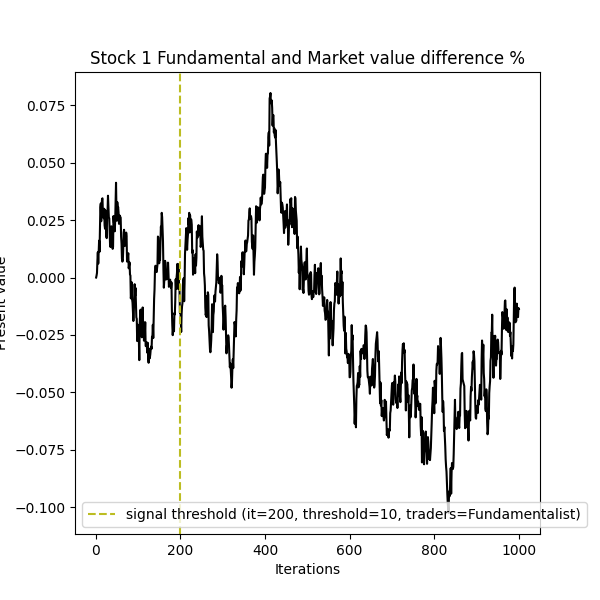 Stock 1 Fundamental and Market value difference %
0.075
0.050
0.025
0.000
−0.025
−0.050
−0.075
−0.100
Present value
signal threshold (it=200, threshold=10, traders=Fundamentalist)
0 200 400 600 800 1000
Iterations